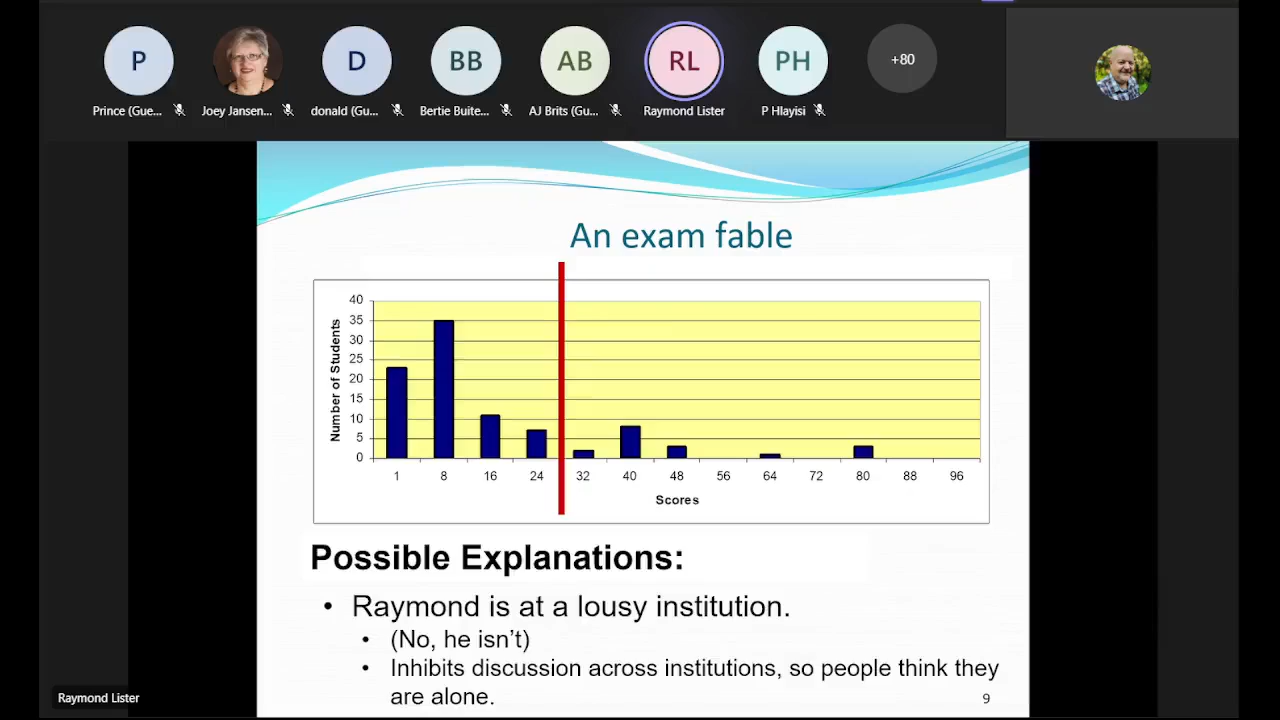 P
D
BB
AB
RL
PH
+80
Prince (Gue...
Joey Jansen...
donald (Gu...
Bertie Buite...
AJ Brits (Gu...
Raymond Lister
P Hlayisi
An exam fable
Number of Students
40
35
30
25
20
15
10
5
0
1 8 16 24 32 40 48 56 64 72 80 88 96
Scores
Possible Explanations:
• Raymond is at a lousy institution.
• (No, he isn't)
• Inhibits discussion across institutions, so people think they
are alone.
9
Raymond Lister